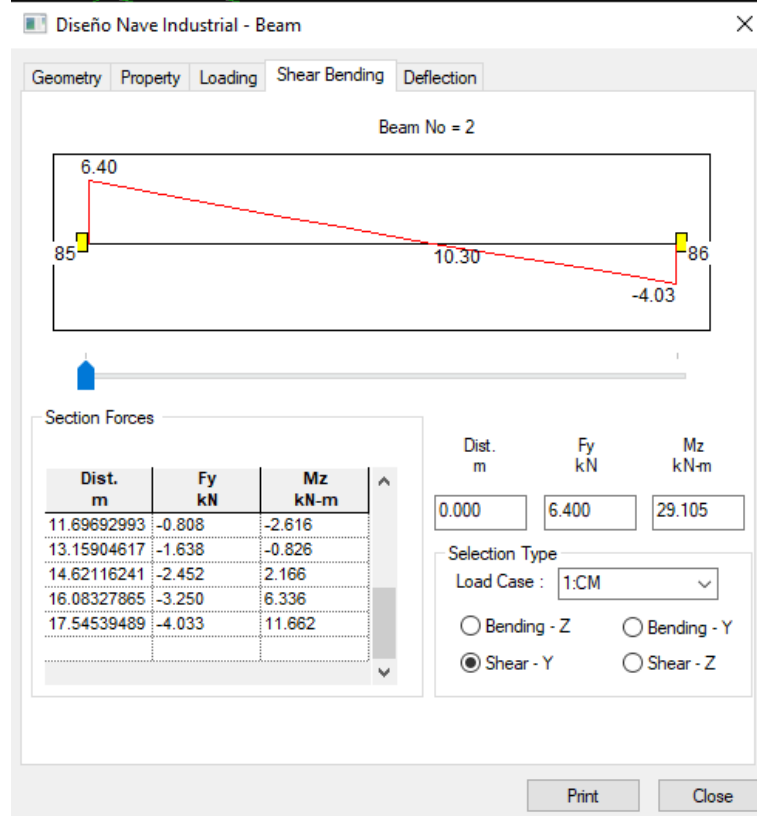 Diseño Nave Industrial - Beam
Geometry Property Loading Shear Bending Deflection
Beam No = 2
6.40
85 10.30 86
-4.03
Section Forces
Dist. Fy Mz
m kN kN-m
11.69692993 -0.808 -2.616
13.15904617 -1.638 -0.826
14.62116241 -2.452 2.166
16.08327865 -3.250 6.336
17.54539489 -4.033 11.662
Dist. Fy Mz
m kN kN-m
0.000 6.400 29.105
Selection Type
Load Case : 1:CM
Bending - Z Bending - Y
Shear - Y Shear - Z
Print Close